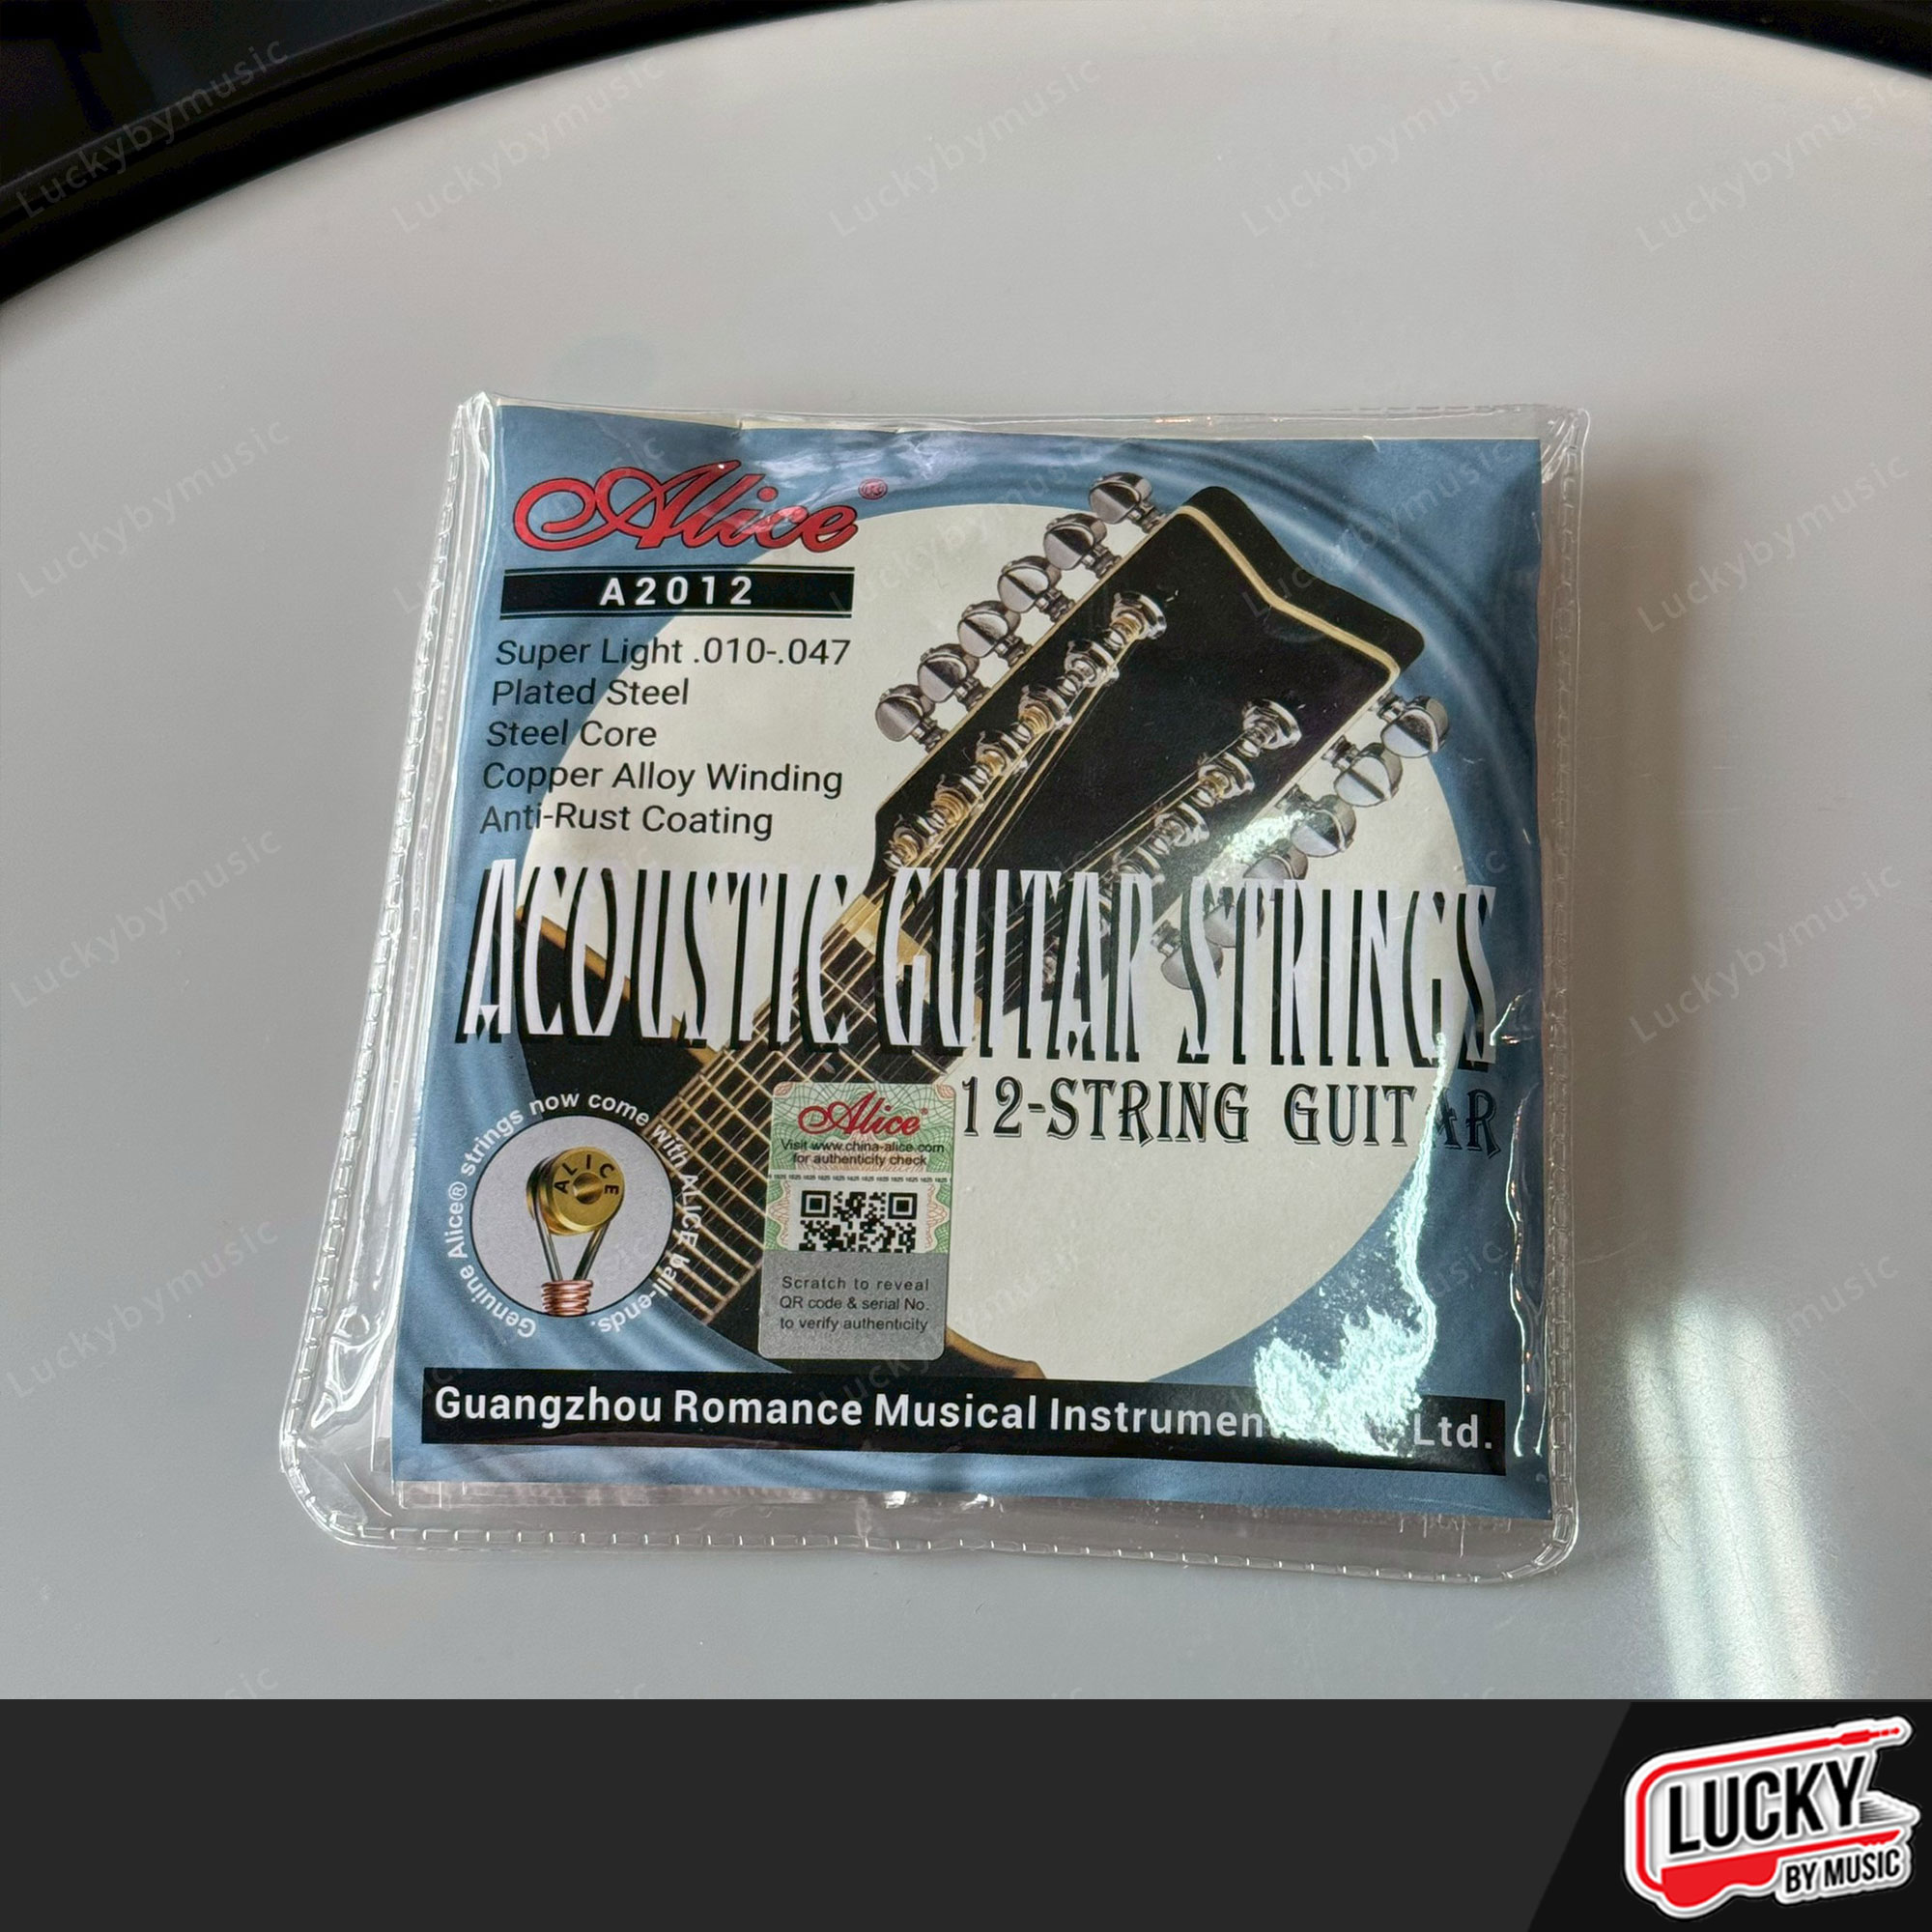 Alice®
A2012
Super Light .010-.047
Plated Steel
Steel Core
Copper Alloy Winding
Anti-Rust Coating
ACOUSTIC GUITAR STRINGS
12-STRING GUITAR
Genuine Alice® strings now come with ALICE ball-ends.
ALICE
Alice®
Visit www.china-alice.com
for authenticity check
Scratch to reveal
QR code & serial No.
to verify authenticity
Guangzhou Romance Musical Ltd.
LUCKY
BY MUSIC
Luckybymusic